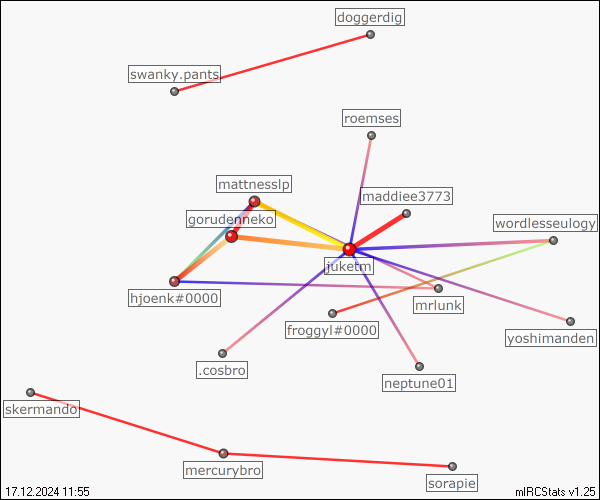 doggerdig
swanky.pants
roemses
mattnesslp
maddiee3773
gorudenneko
wordlesseulogy
juketm
hjoenk#0000
mrlunk
froggyl#0000
yoshimanden
.cosbro
neptune01
skermando
mercurybro
sorapie
17.12.2024 11:55
mIRCStats v1.25